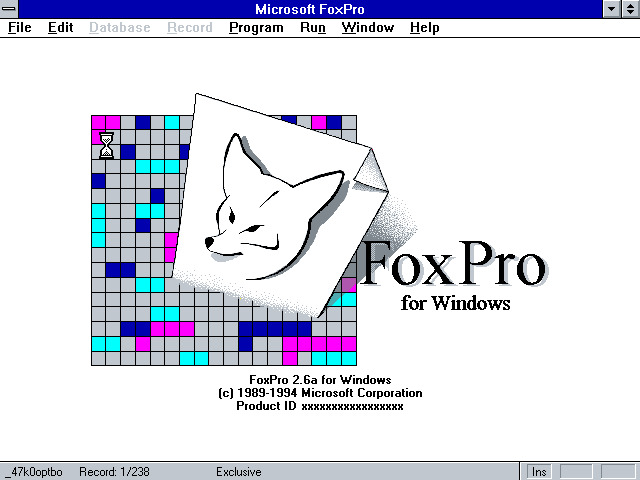 Microsoft FoxPro
File Edit Database Record Program Run Window Help
FoxPro
for Windows
FoxPro 2.6a for Windows
(c) 1989-1994 Microsoft Corporation
Product ID xxxxxxxxxxxxxxxxx
_47k0optbo Record: 1/238 Exclusive Ins